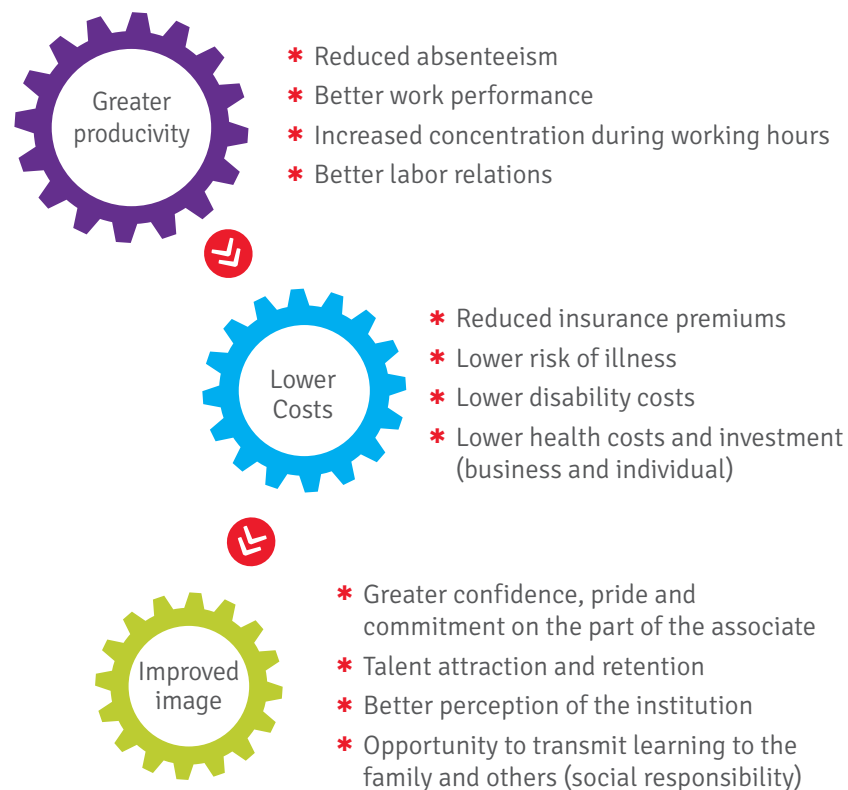 Greater
producivity
* Reduced absenteeism
* Better work performance
* Increased concentration during working hours
* Better labor relations
Lower
Costs
* Reduced insurance premiums
* Lower risk of illness
* Lower disability costs
* Lower health costs and investment
(business and individual)
Improved
image
* Greater confidence, pride and
commitment on the part of the associate
* Talent attraction and retention
* Better perception of the institution
* Opportunity to transmit learning to the
family and others (social responsibility)